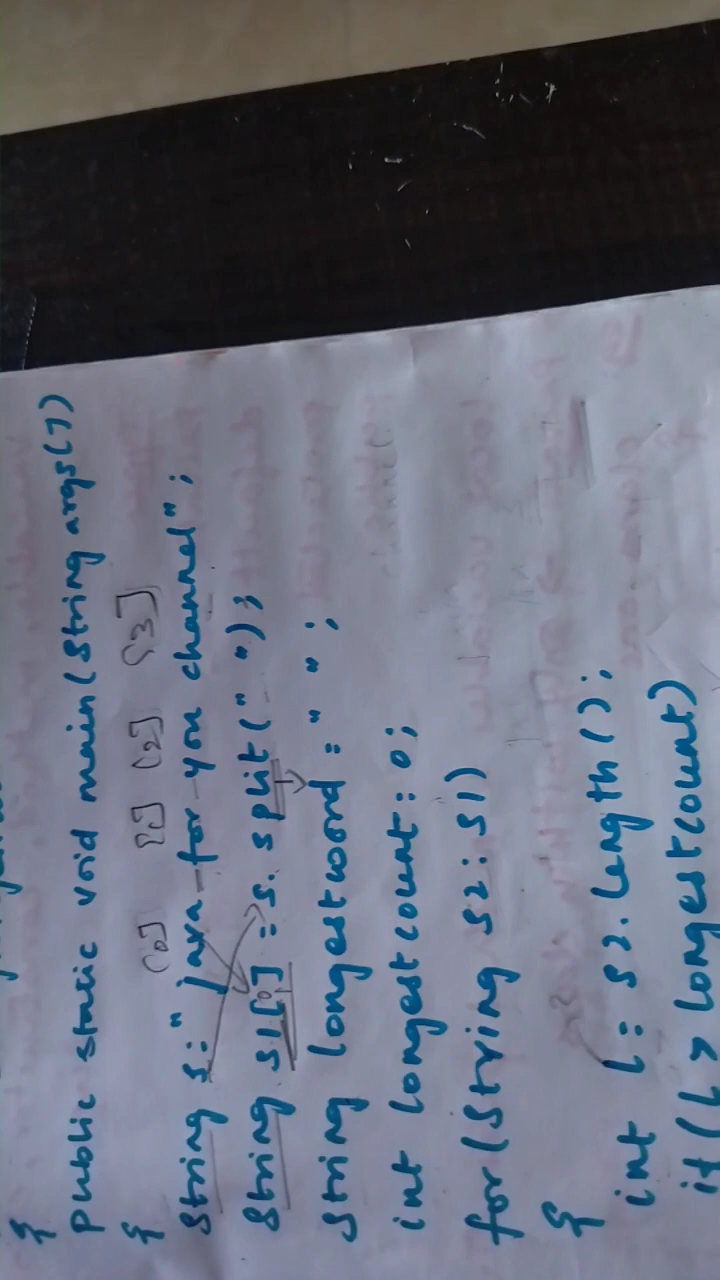 {
public static void main(String args[])
{
[0] [1] [2] [3]
String s = "java for you channel";
String s1[0] = s.split(" ");
String longestword = " ";
int longestcount = 0;
for(String s2 : s1)
{
int l = s2.length();
if(l > longestcount)